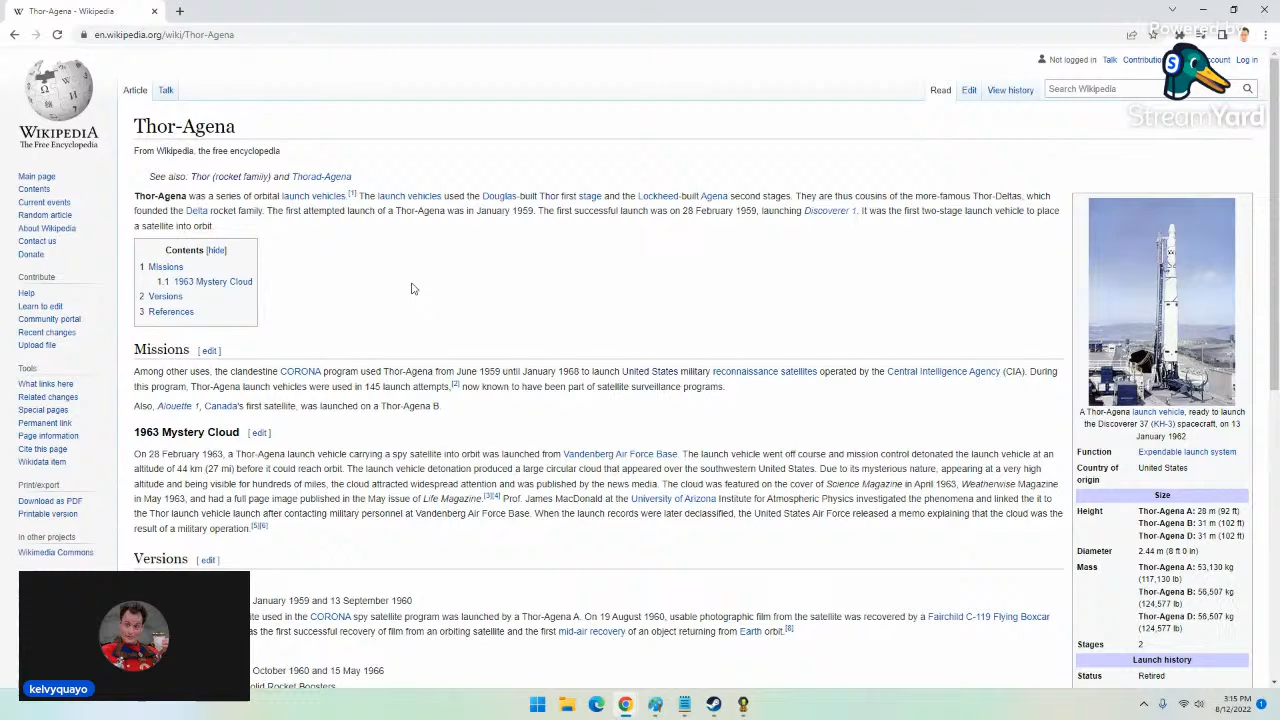 Thor-Agena - Wikipedia
en.wikipedia.org/wiki/Thor-Agena
Powered by
StreamYard
Not logged in Talk Contributio ccount Log in
Article Talk Read Edit View history Search Wikipedia
WIKIPEDIA
The Free Encyclopedia
Main page
Contents
Current events
Random article
About Wikipedia
Contact us
Donate
Contribute
Help
Learn to edit
Community portal
Recent changes
Upload file
Tools
What links here
Related changes
Special pages
Permanent link
Page information
Cite this page
Wikidata item
Print/export
Download as PDF
Printable version
In other projects
Wikimedia Commons
Thor-Agena
From Wikipedia, the free encyclopedia
See also: Thor (rocket family) and Thorad-Agena
Thor-Agena was a series of orbital launch vehicles.[1] The launch vehicles used the Douglas-built Thor first stage and the Lockheed-built Agena second stages. They are thus cousins of the more-famous Thor-Deltas, which
founded the Delta rocket family. The first attempted launch of a Thor-Agena was in January 1959. The first successful launch was on 28 February 1959, launching Discoverer 1. It was the first two-stage launch vehicle to place
a satellite into orbit.
Contents [hide]
1 Missions
1.1 1963 Mystery Cloud
2 Versions
3 References
Missions [ edit ]
Among other uses, the clandestine CORONA program used Thor-Agena from June 1959 until January 1968 to launch United States military reconnaissance satellites operated by the Central Intelligence Agency (CIA). During
this program, Thor-Agena launch vehicles were used in 145 launch attempts,[2] now known to have been part of satellite surveillance programs.
Also, Alouette 1, Canada's first satellite, was launched on a Thor-Agena B.
1963 Mystery Cloud [ edit ]
On 28 February 1963, a Thor-Agena launch vehicle carrying a spy satellite into orbit was launched from Vandenberg Air Force Base. The launch vehicle went off course and mission control detonated the launch vehicle at an
altitude of 44 km (27 mi) before it could reach orbit. The launch vehicle detonation produced a large circular cloud that appeared over the southwestern United States. Due to its mysterious nature, appearing at a very high
altitude and being visible for hundreds of miles, the cloud attracted widespread attention and was published by the news media. The cloud was featured on the cover of Science Magazine in April 1963, Weatherwise Magazine
in May 1963, and had a full page image published in the May issue of Life Magazine.[3][4] Prof. James MacDonald at the University of Arizona Institute for Atmospheric Physics investigated the phenomena and linked the it to
the Thor launch vehicle launch after contacting military personnel at Vandenberg Air Force Base. When the launch records were later declassified, the United States Air Force released a memo explaining that the cloud was the
result of a military operation.[5][6]
Versions [ edit ]
January 1959 and 13 September 1960
ite used in the CORONA spy satellite program was launched by a Thor-Agena A. On 19 August 1960, usable photographic film from the satellite was recovered by a Fairchild C-119 Flying Boxcar
as the first successful recovery of film from an orbiting satellite and the first mid-air recovery of an object returning from Earth orbit.[8]
October 1960 and 15 May 1966
olid Rocket Boosters
A Thor-Agena launch vehicle, ready to launch
the Discoverer 37 (KH-3) spacecraft, on 13
January 1962
Function Expendable launch system
Country of origin United States
Size
Height Thor-Agena A: 28 m (92 ft)
Thor-Agena B: 31 m (102 ft)
Thor-Agena D: 31 m (102 ft)
Diameter 2.44 m (8 ft 0 in)
Mass Thor-Agena A: 53,130 kg
(117,130 lb)
Thor-Agena B: 56,507 kg
(124,577 lb)
Thor-Agena D: 56,507 kg
(124,577 lb)
Stages 2
Launch history
Status Retired
kelvyquayo
3:15 PM
8/12/2022